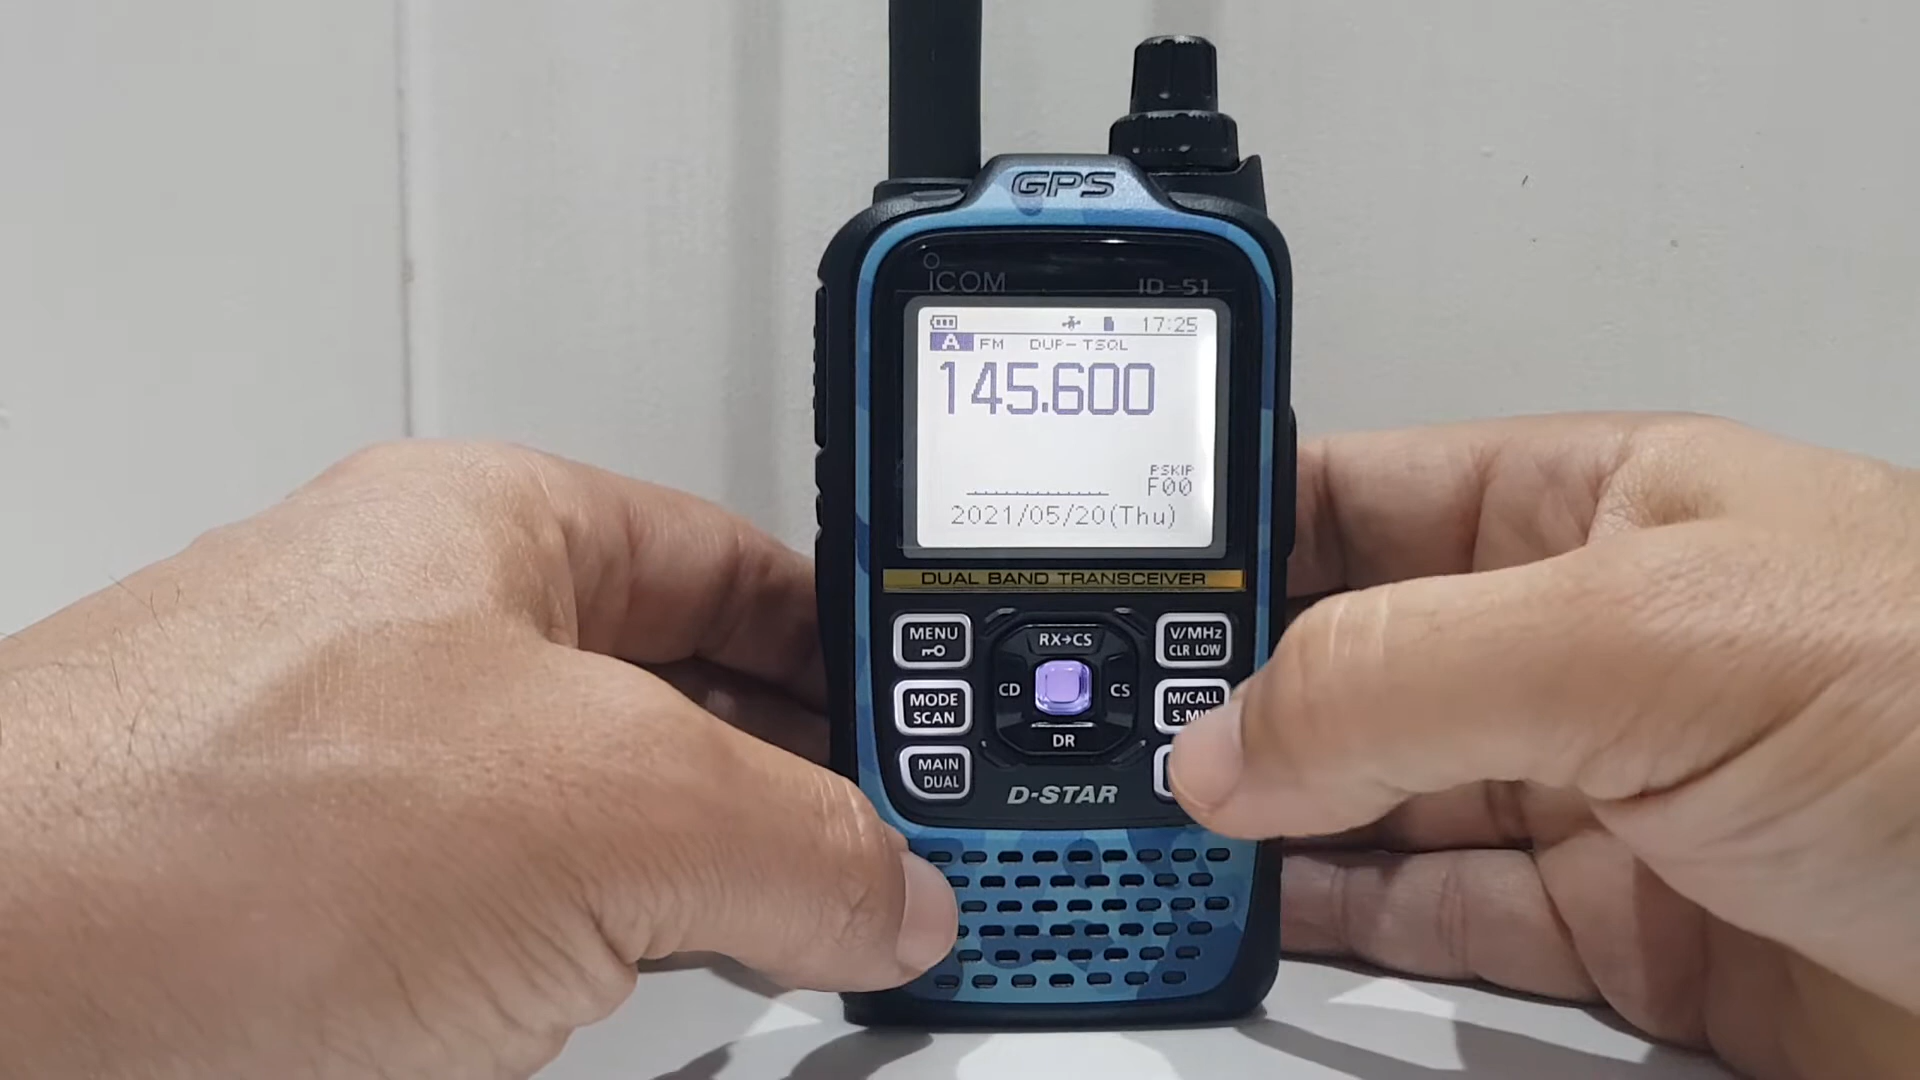 GPS
ICOM
ID-51
17:25
A FM DUP- TSQL
145.600
PSKIP
F00
2021/05/20(Thu)
DUAL BAND TRANSCEIVER
MENU
RX→CS
V/MHz
CLR LOW
CD
CS
MODE
SCAN
M/CALL
DR
MAIN
DUAL
D-STAR